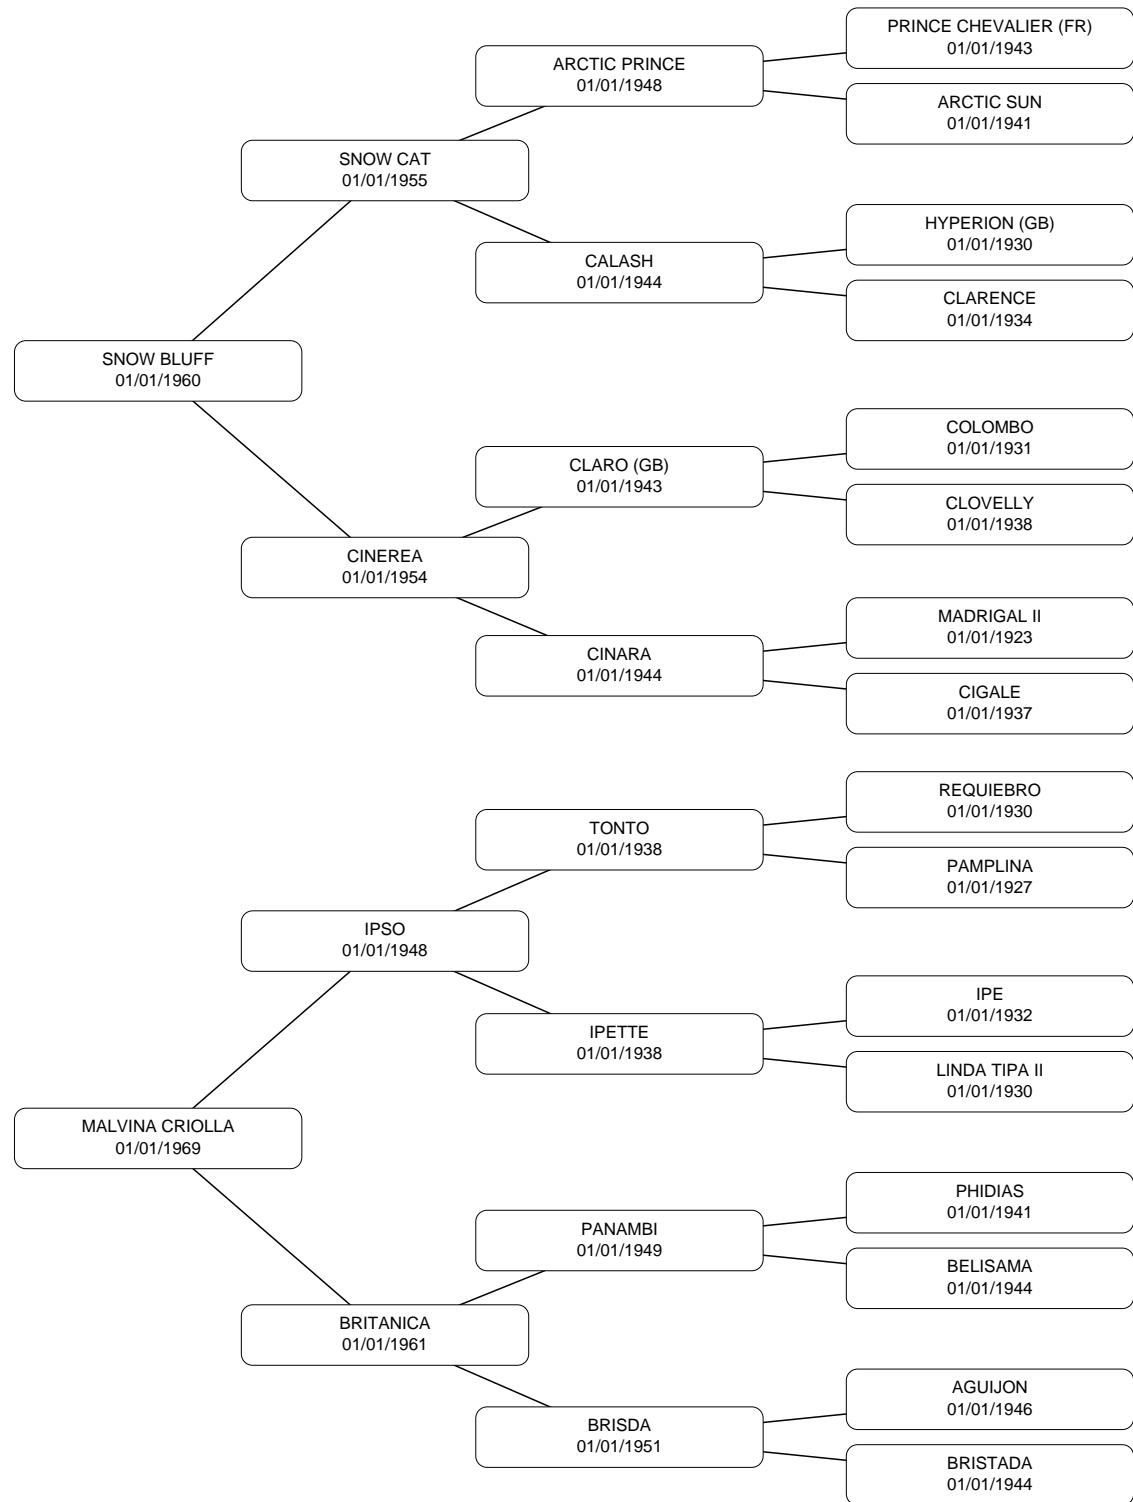 PRINCE CHEVALIER (FR)
01/01/1943
ARCTIC PRINCE
01/01/1948
ARCTIC SUN
01/01/1941
SNOW CAT
01/01/1955
HYPERION (GB)
01/01/1930
CALASH
01/01/1944
CLARENCE
01/01/1934
SNOW BLUFF
01/01/1960
COLOMBO
01/01/1931
CLARO (GB)
01/01/1943
CLOVELLY
01/01/1938
CINEREA
01/01/1954
MADRIGAL II
01/01/1923
CINARA
01/01/1944
CIGALE
01/01/1937
REQUIEBRO
01/01/1930
TONTO
01/01/1938
PAMPLINA
01/01/1927
IPSO
01/01/1948
IPE
01/01/1932
IPETTE
01/01/1938
LINDA TIPA II
01/01/1930
MALVINA CRIOLLA
01/01/1969
PHIDIAS
01/01/1941
PANAMBI
01/01/1949
BELISAMA
01/01/1944
BRITANICA
01/01/1961
AGUIJON
01/01/1946
BRISDA
01/01/1951
BRISTADA
01/01/1944